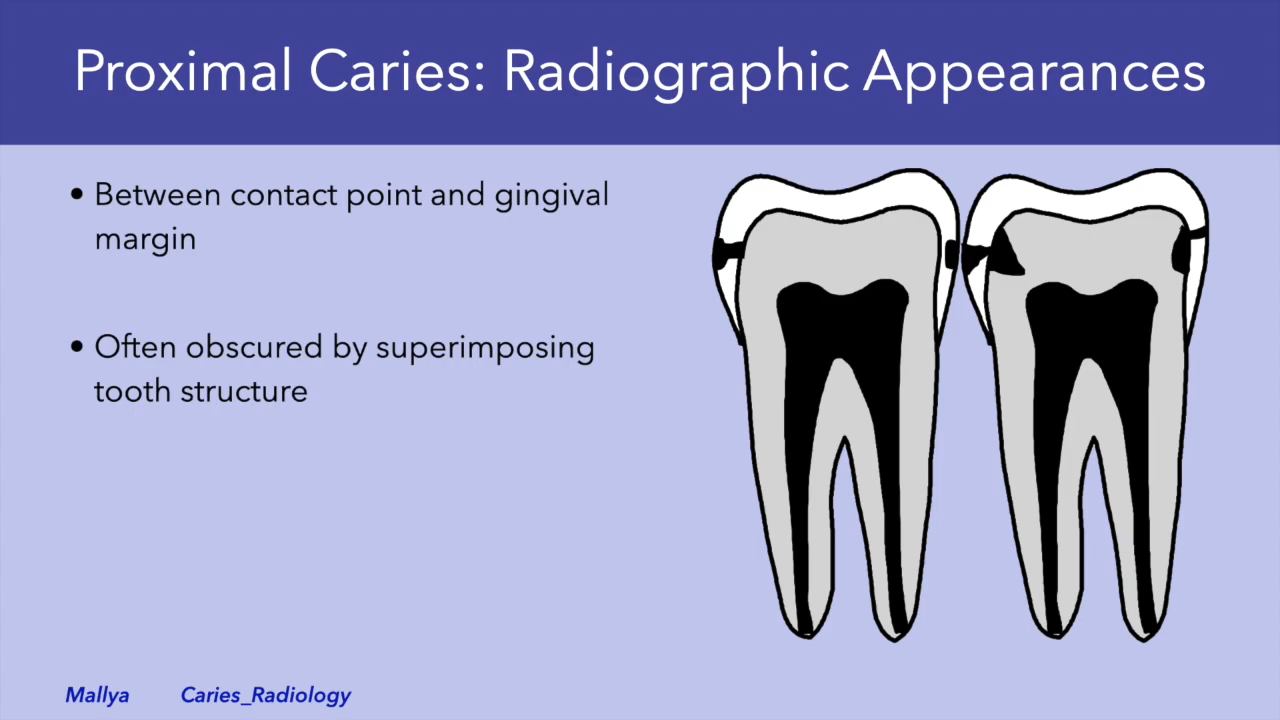 Proximal Caries: Radiographic Appearances
• Between contact point and gingival
margin
• Often obscured by superimposing
tooth structure
Mallya Caries_Radiology